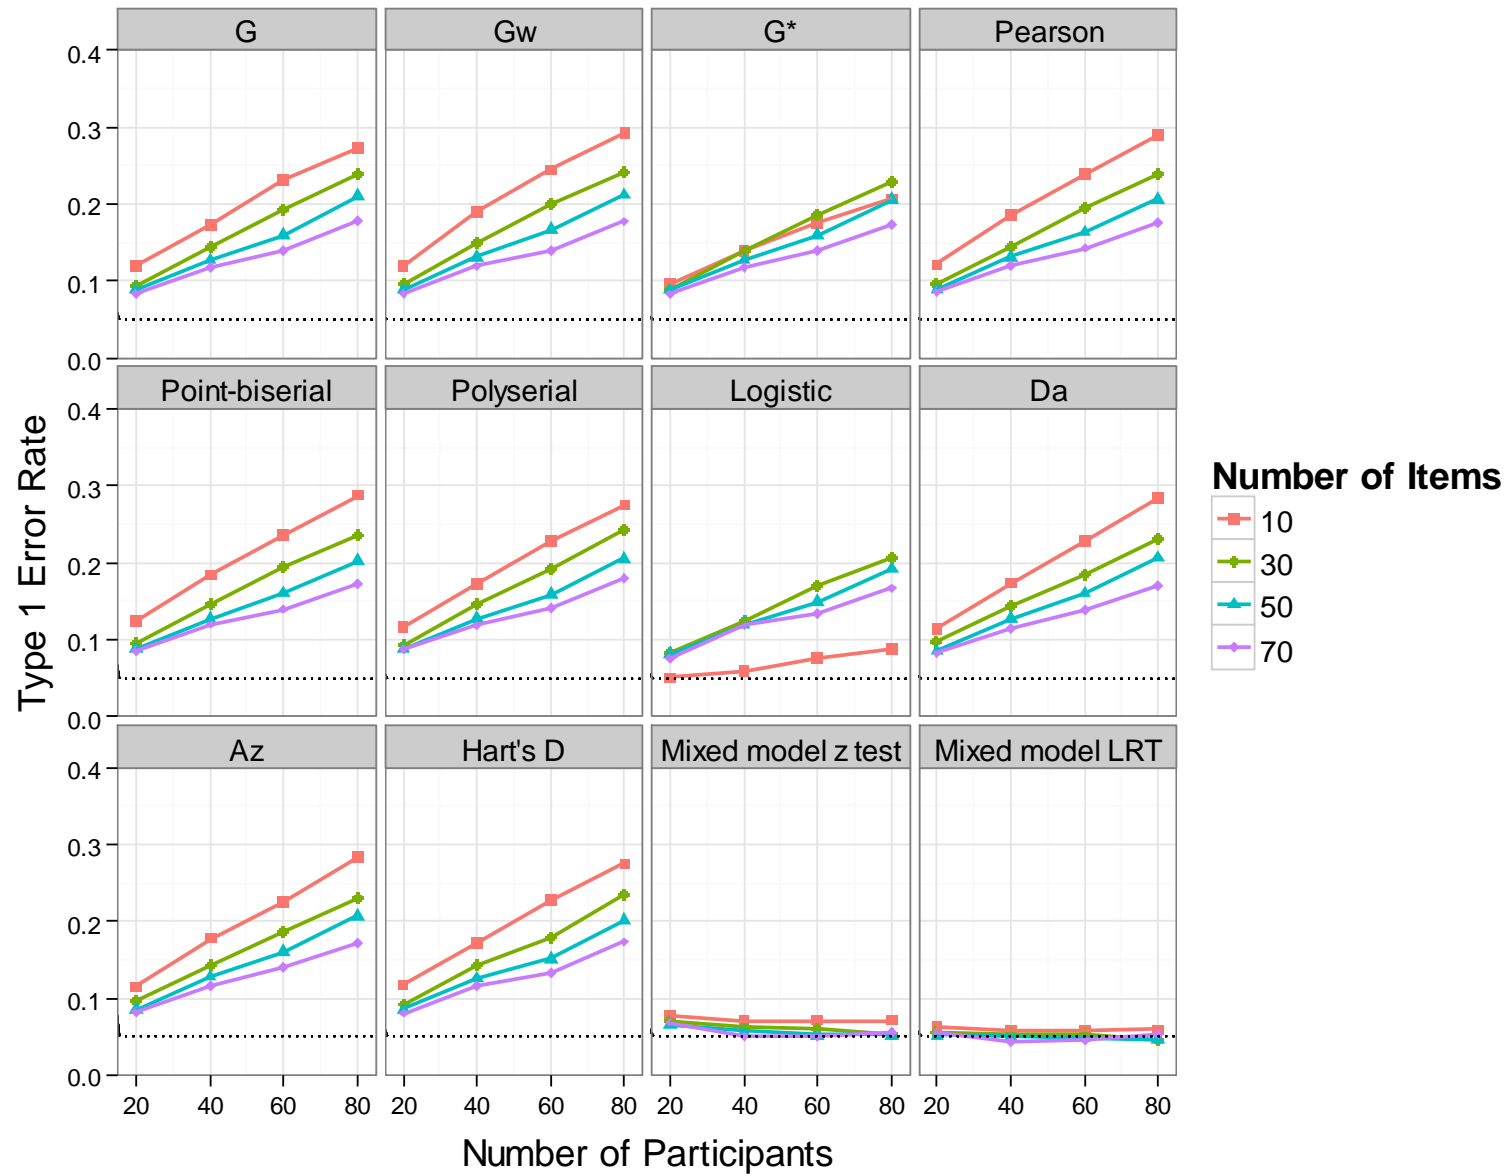 G
Gw
G*
Pearson
0.4
0.3
0.2
0.1
0.0
Point-biserial
Polyserial
Logistic
Da
0.4
0.3
0.2
0.1
0.0
Az
Hart's D
Mixed model z test
Mixed model LRT
0.4
0.3
0.2
0.1
0.0
20 40 60 80 20 40 60 80 20 40 60 80 20 40 60 80
Number of Participants
Type 1 Error Rate
Number of Items
10
30
50
70